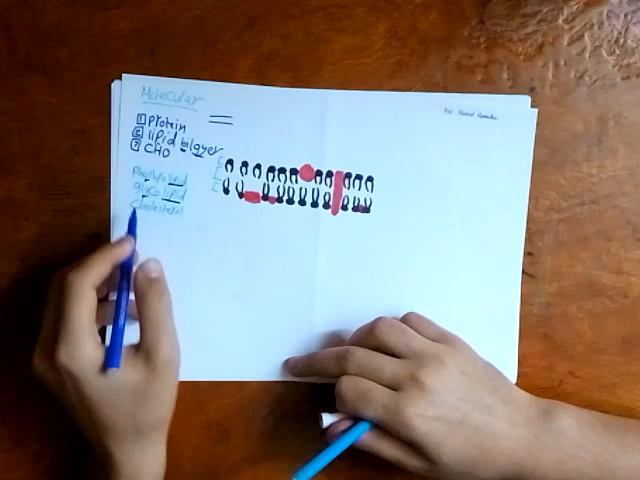 Molecular
1 Protein
2 lipid bilayer
3 CHO
Phospholipid
glycolipid
cholesterol